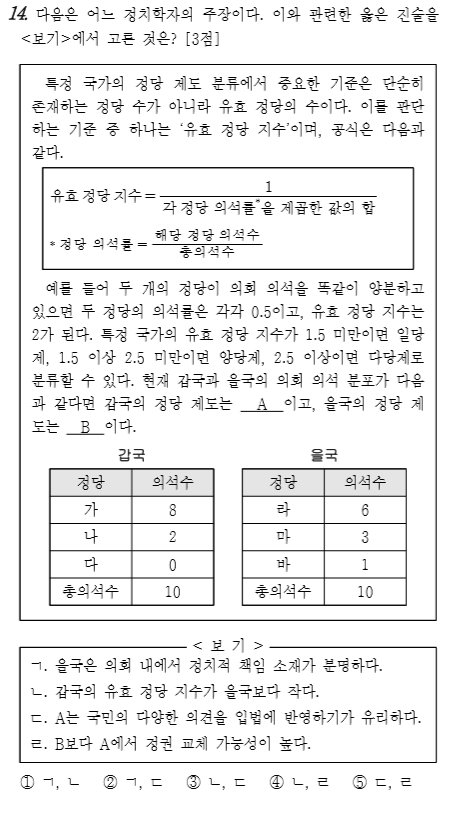 14. 다음은 어느 정치학자의 주장이다. 이와 관련한 옳은 진술을
<보기>에서 고른 것은? [3점]
특정 국가의 정당 제도 분류에서 중요한 기준은 단순히
존재하는 정당 수가 아니라 유효 정당의 수이다. 이를 판단
하는 기준 중 하나는 ‘유효 정당 지수’이며, 공식은 다음과
같다.
유효 정당 지수 = 1 / 각 정당 의석률*을 제곱한 값의 합
* 정당 의석률 = 해당 정당 의석수 / 총의석수
예를 들어 두 개의 정당이 의회 의석을 똑같이 양분하고
있으면 두 정당의 의석률은 각각 0.5이고, 유효 정당 지수는
2가 된다. 특정 국가의 유효 정당 지수가 1.5 미만이면 일당
제, 1.5 이상 2.5 미만이면 양당제, 2.5 이상이면 다당제로
분류할 수 있다. 현재 갑국과 을국의 의회 의석 분포가 다음
과 같다면 갑국의 정당 제도는 A 이고, 을국의 정당 제
도는 B 이다.
갑국 을국
정당 의석수 정당 의석수
가 8 라 6
나 2 마 3
다 0 바 1
총의석수 10 총의석수 10
< 보 기 >
ㄱ. 을국은 의회 내에서 정치적 책임 소재가 분명하다.
ㄴ. 갑국의 유효 정당 지수가 을국보다 작다.
ㄷ. A는 국민의 다양한 의견을 입법에 반영하기가 유리하다.
ㄹ. B보다 A에서 정권 교체 가능성이 높다.
① ㄱ, ㄴ ② ㄱ, ㄷ ③ ㄴ, ㄷ ④ ㄴ, ㄹ ⑤ ㄷ, ㄹ